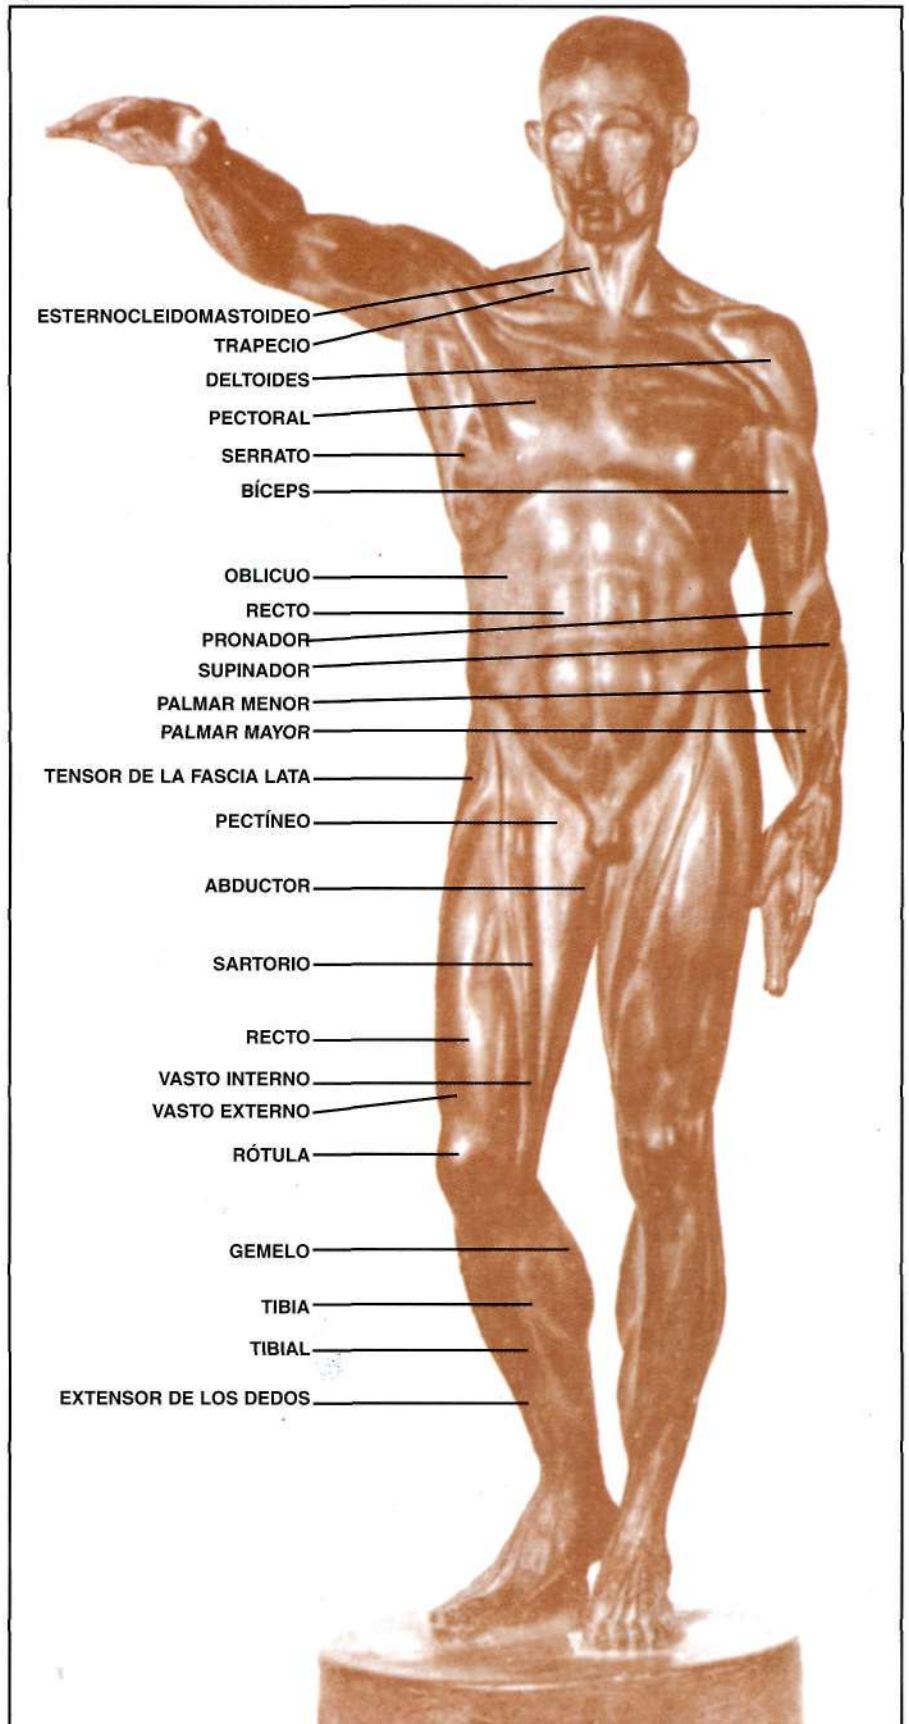 ESTERNOCLEIDOMASTOIDEO
TRAPECIO
DELTOIDES
PECTORAL
SERRATO
BÍCEPS
OBLICUO
RECTO
PRONADOR
SUPINADOR
PALMAR MENOR
PALMAR MAYOR
TENSOR DE LA FASCIA LATA
PECTÍNEO
ABDUCTOR
SARTORIO
RECTO
VASTO INTERNO
VASTO EXTERNO
RÓTULA
GEMELO
TIBIA
TIBIAL
EXTENSOR DE LOS DEDOS